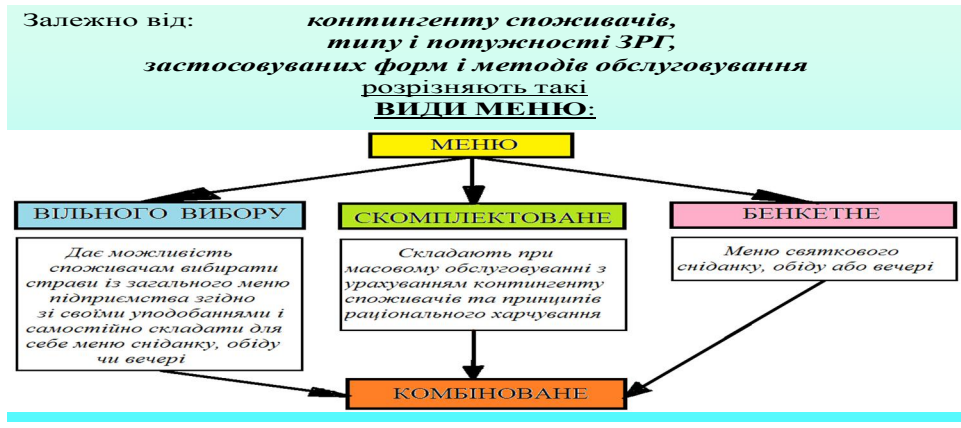 Залежно від: контингенту споживачів,
типу і потужності ЗРГ,
застосовуваних форм і методів обслуговування
розрізняють такі
ВИДИ МЕНЮ:
МЕНЮ
ВІЛЬНОГО ВИБОРУ
Дає можливість
споживачам вибирати
страви із загального меню
підприємства згідно
зі своїми уподобаннями і
самостійно складати для
себе меню сніданку, обіду
чи вечері
СКОМПЛЕКТОВАНЕ
Складають при
масовому обслуговуванні з
урахуванням контингенту
споживачів та принципів
раціонального харчування
БЕНКЕТНЕ
Меню святкового
сніданку, обіду або вечері
КОМБІНОВАНЕ